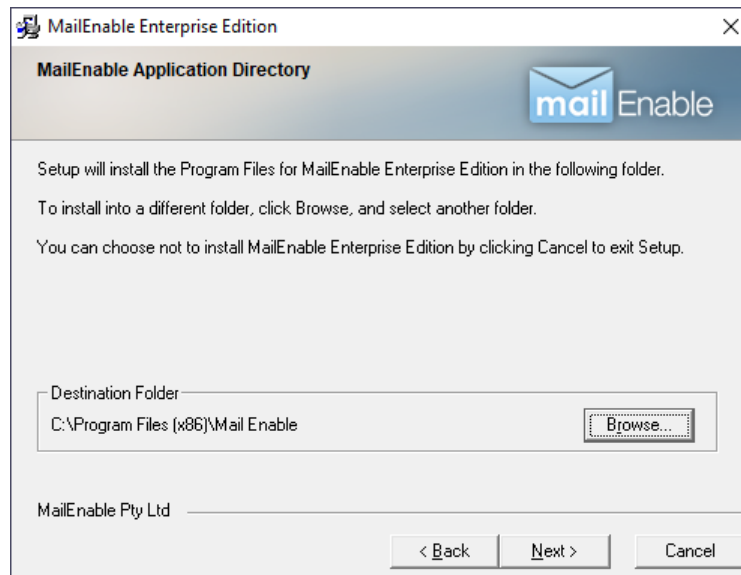 MailEnable Enterprise Edition
MailEnable Application Directory
mail Enable
Setup will install the Program Files for MailEnable Enterprise Edition in the following folder.
To install into a different folder, click Browse, and select another folder.
You can choose not to install MailEnable Enterprise Edition by clicking Cancel to exit Setup.
Destination Folder
C:\Program Files (x86)\Mail Enable
Browse...
MailEnable Pty Ltd
< Back
Next >
Cancel